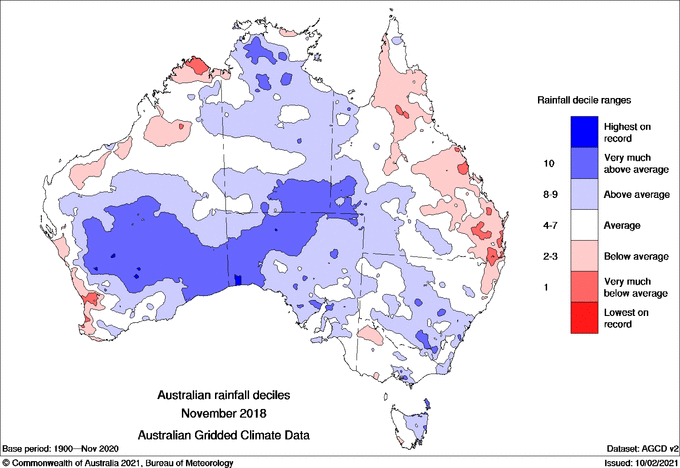 Rainfall decile ranges
Highest on
record
10
Very much
above average
8-9
Above average
4-7
Average
2-3
Below average
1
Very much
below average
Lowest on
record
Australian rainfall deciles
November 2018
Australian Gridded Climate Data
Base period: 1900—Nov 2020
Dataset: AGCD v2
© Commonwealth of Australia 2021, Bureau of Meteorology
Issued: 10/02/2021